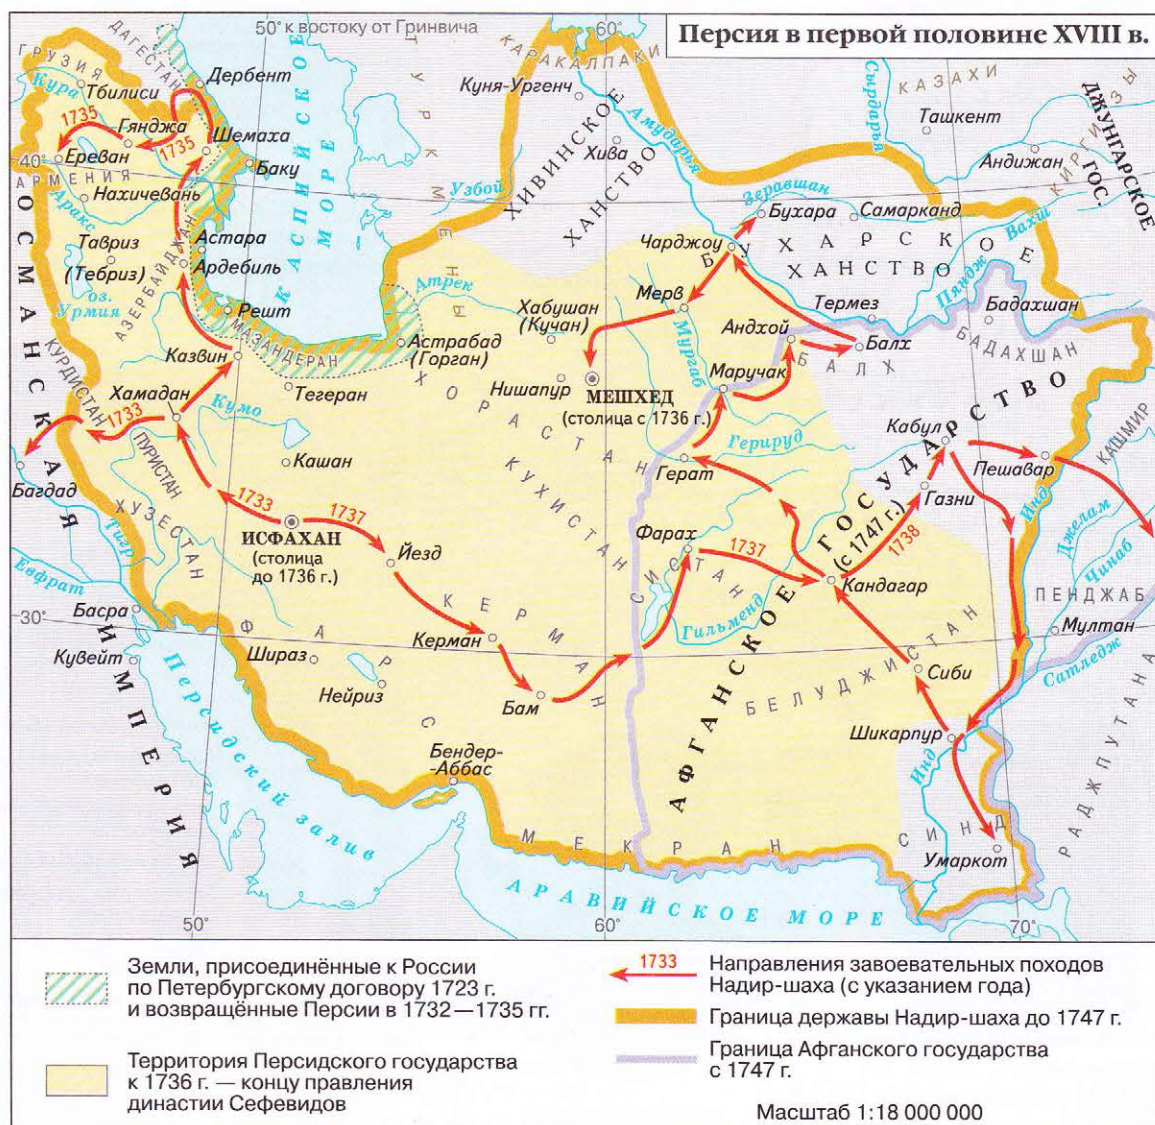 Персия в первой половине XVIII в.
50° к востоку от Гринвича
60°
ДАГЕСТАН
ГРУЗИЯ
Кура
Тбилиси
Дербент
1735
Гянджа
Шемаха
1735
Ереван
40°
АРМЕНИЯ
Баку
Нахичевань
Аракс
Тавриз
(Тебриз)
оз.
Урмия
АЗЕРБАЙДЖАН
Астара
Ардебиль
Решт
МАЗАНДЕРАН
КАСПИЙСКОЕ
МОРЕ
ТУРКМЕНЫ
КАРАКАЛПАКИ
Куня-Ургенч
Хива
ХИВИНСКОЕ
ХАНСТВО
Узбой
Амударья
Сырдарья
КАЗАХИ
Ташкент
Андижан
КИРГИЗЫ
ДЖУНГАРСКОЕ
ГОС.
Зеравшан
Бухара
Самарканд
Вахш
БУХАРСКОЕ
ХАНСТВО
Чарджоу
Пяндж
Термез
Бадахшан
БАДАХШАН
Мерв
Мургаб
Андхой
Балх
БАЛХ
Маручак
Атрек
Хабушан
(Кучан)
Астрабад
(Горган)
Нишапур
МЕШХЕД
(столица с 1736 г.)
ХОРАСТАН
КУХИСТАН
Казвин
Тегеран
КУРДИСТАН
Хамадан
1733
Кумо
ПУРИСТАН
Кашан
Багдад
ХУЗЕСТАН
Тигр
Евфрат
1733
1737
ИСФАХАН
(столица
до 1736 г.)
Йезд
Герируд
Герат
Кабул
Пешавар
КАШМИР
Газни
Инд
Джелам
Чинаб
ПЕНДЖАБ
Мултан
Сатледж
Фарах
1737
СИСТАН
Гильменд
Кандагар
1738
АФГАНСКОЕ
ГОСУДАРСТВО
(с 1747 г.)
Басра
Кувейт
30°
ФАРС
Шираз
Нейриз
КЕРМАН
Керман
Бам
БЕЛУДЖИСТАН
Сиби
Шикарпур
Инд
СИНД
Умаркот
РАДЖПУТАНА
Бендер-
-Аббас
МЕКРАН
ОСМАНСКАЯ
ИМПЕРИЯ
Персидский залив
АРАВИЙСКОЕ МОРЕ
50°
60°
70°
Земли, присоединённые к России
по Петербургскому договору 1723 г.
и возвращённые Персии в 1732—1735 гг.
Территория Персидского государства
к 1736 г. — концу правления
династии Сефевидов
1733
Направления завоевательных походов
Надир-шаха (с указанием года)
Граница державы Надир-шаха до 1747 г.
Граница Афганского государства
с 1747 г.
Масштаб 1:18 000 000